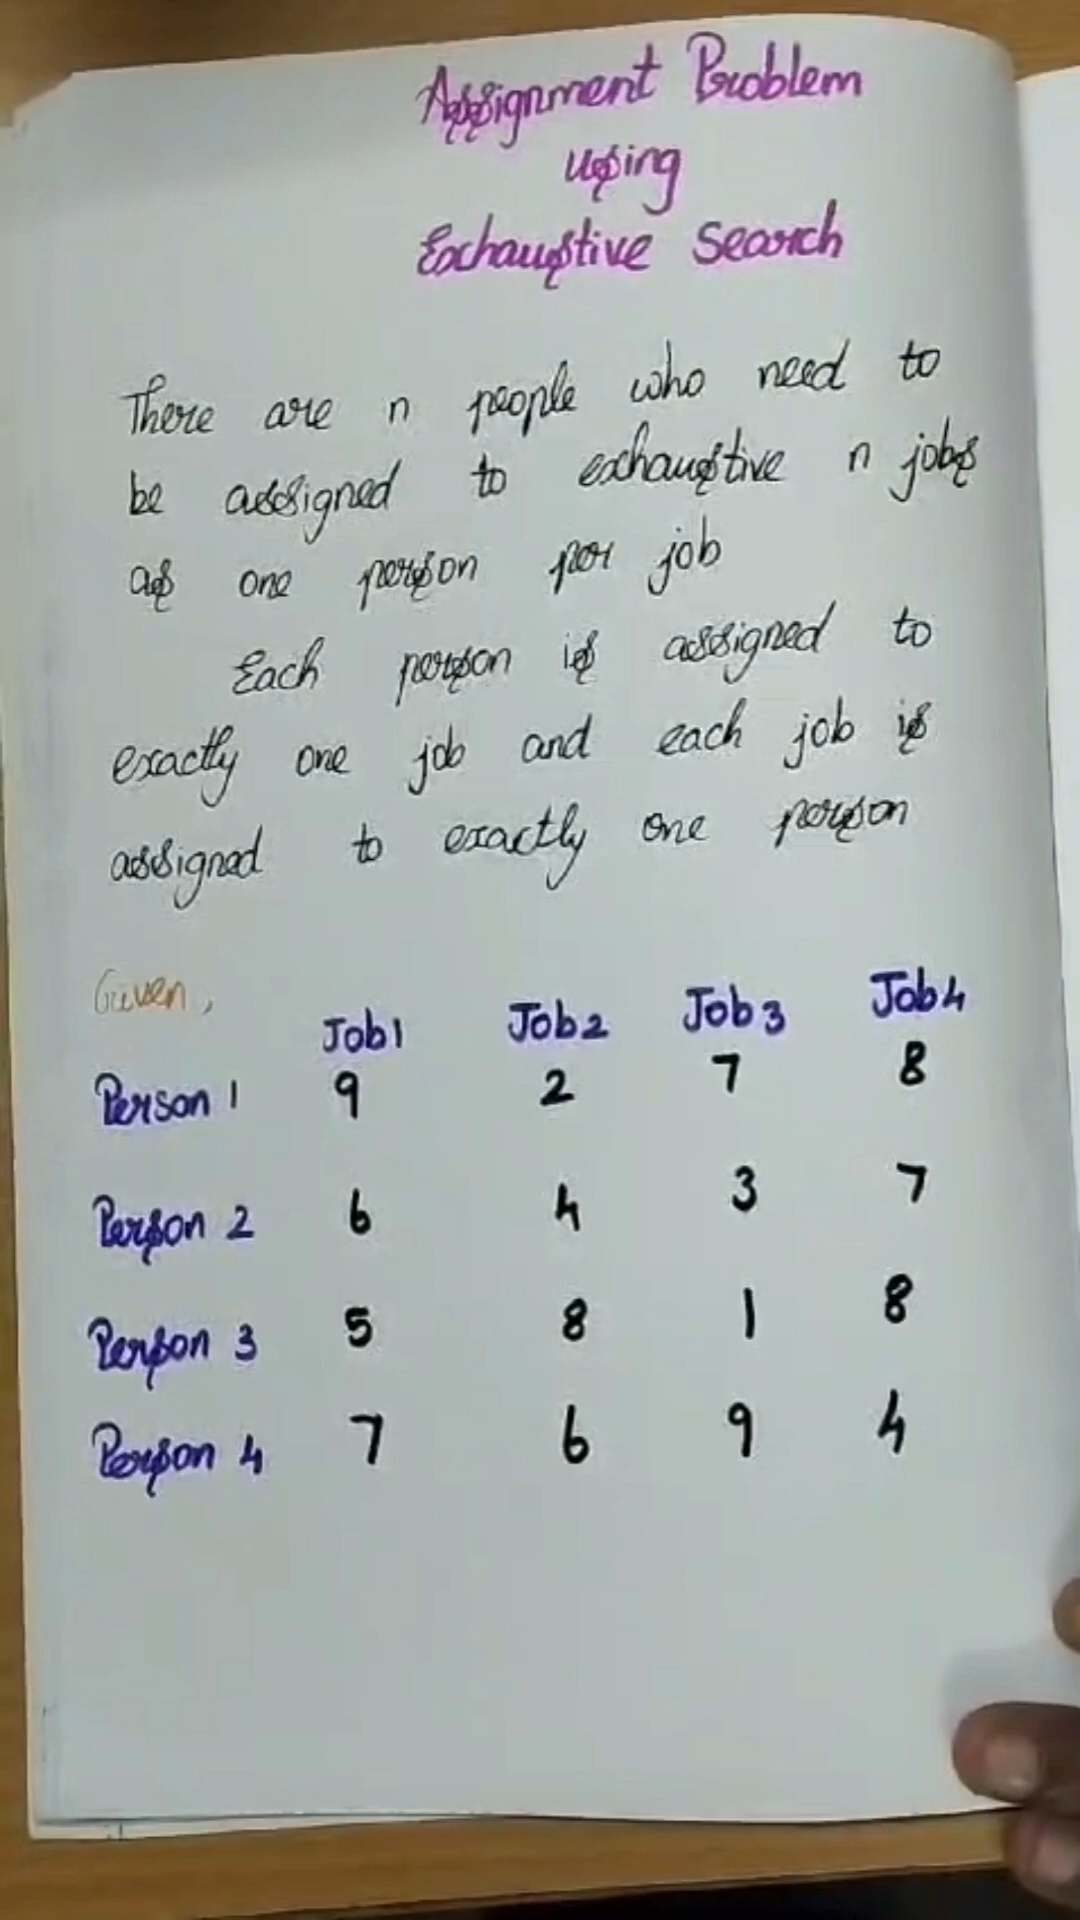 Assignment Problem
using
Exhaustive Search
There are n people who need to
be assigned to exhaustive n jobs
as one person per job
Each person is assigned to
exactly one job and each job is
assigned to exactly one person
Given,
Job1 Job2 Job3 Job4
Person 1 9 2 7 8
Person 2 6 4 3 7
Person 3 5 8 1 8
Person 4 7 6 9 4